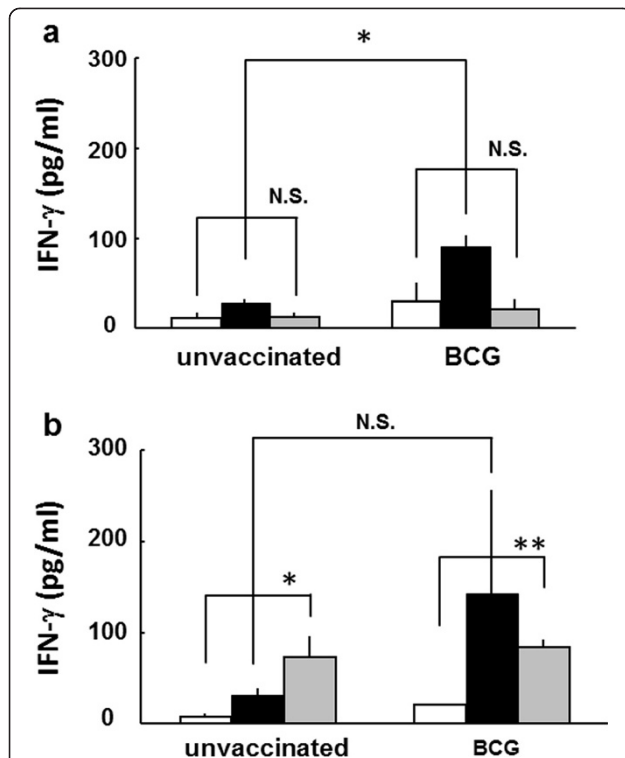 a
*
300
N.S.
200
N.S.
IFN-γ (pg/ml)
100
0
unvaccinated BCG
b
N.S.
300
200
**
*
IFN-γ (pg/ml)
100
0
unvaccinated BCG